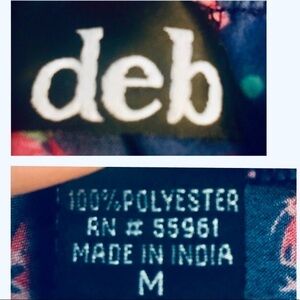 deb
100% POLYESTER
RN # 55961
MADE IN INDIA
M